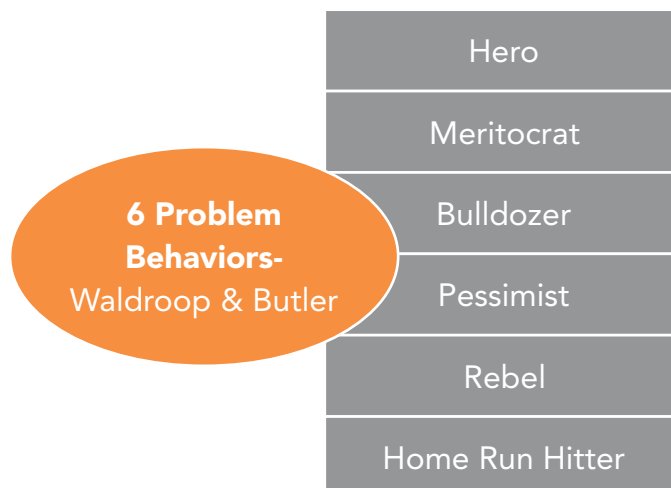 6 Problem
Behaviors-
Waldroop & Butler
Hero
Meritocrat
Bulldozer
Pessimist
Rebel
Home Run Hitter